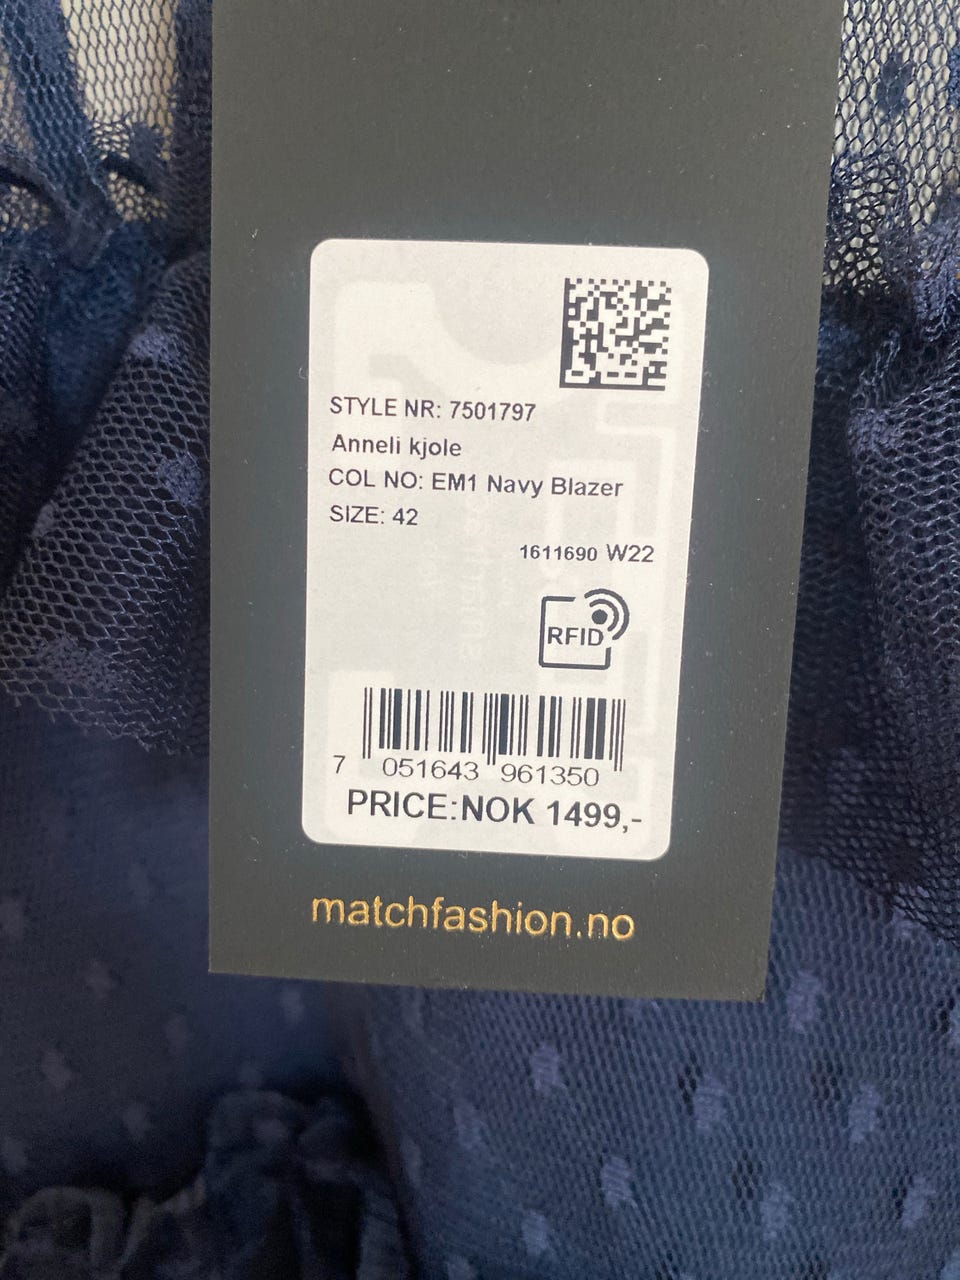 STYLE NR: 7501797
Anneli kjole
COL NO: EM1 Navy Blazer
SIZE: 42
1611690 W22
RFID
7 051643 961350
PRICE:NOK 1499,-
matchfashion.no